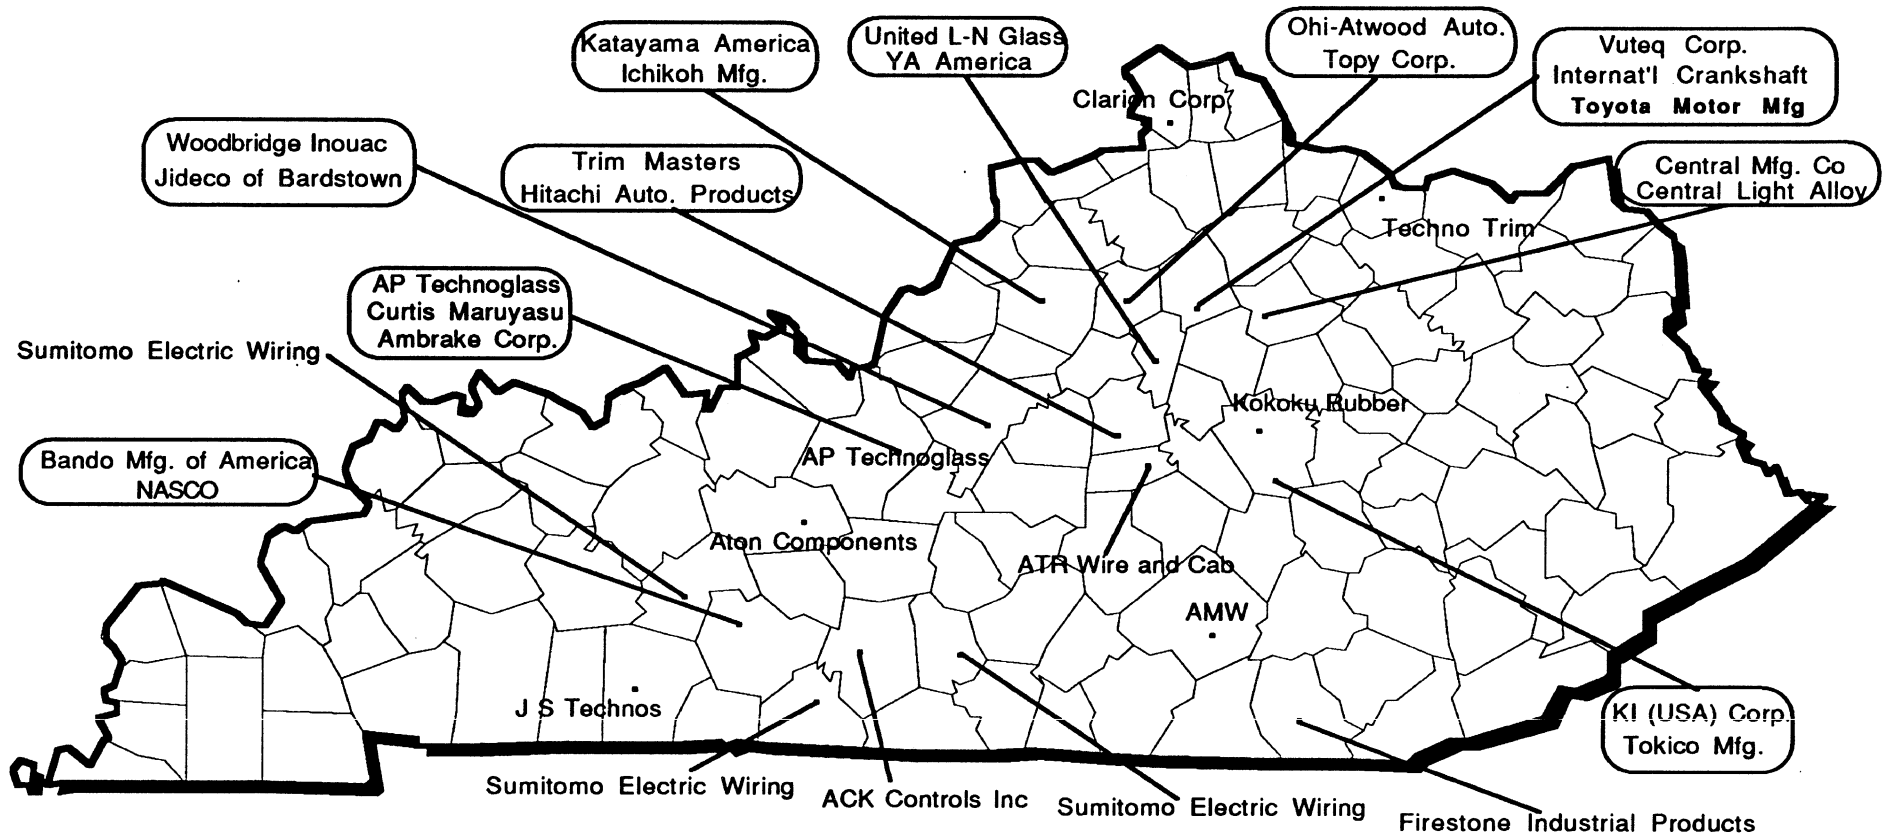 Katayama America
Ichikoh Mfg.
United L-N Glass
YA America
Ohi-Atwood Auto.
Topy Corp.
Vuteq Corp.
Internat'l Crankshaft
Toyota Motor Mfg
Clarion Corp
Woodbridge Inouac
Jideco of Bardstown
Trim Masters
Hitachi Auto. Products
Central Mfg. Co
Central Light Alloy
Techno Trim
AP Technoglass
Curtis Maruyasu
Ambrake Corp.
Sumitomo Electric Wiring
Kokoku Rubber
Bando Mfg. of America
NASCO
AP Technoglass
Aton Components
ATR Wire and Cab
AMW
J S Technos
KI (USA) Corp.
Tokico Mfg.
Sumitomo Electric Wiring
ACK Controls Inc
Sumitomo Electric Wiring
Firestone Industrial Products